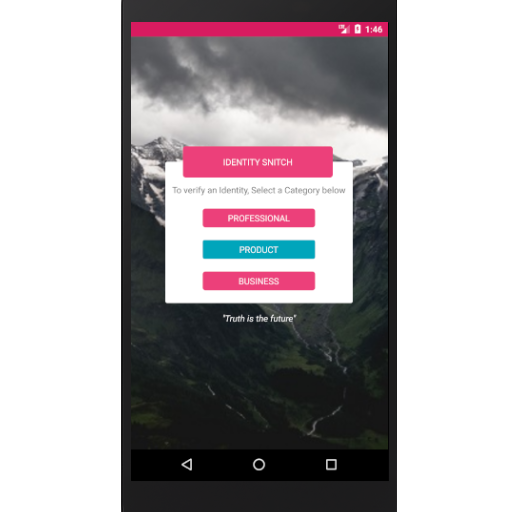 1:46
IDENTITY SNITCH
To verify an Identity, Select a Category below
PROFESSIONAL
PRODUCT
BUSINESS
"Truth is the future"